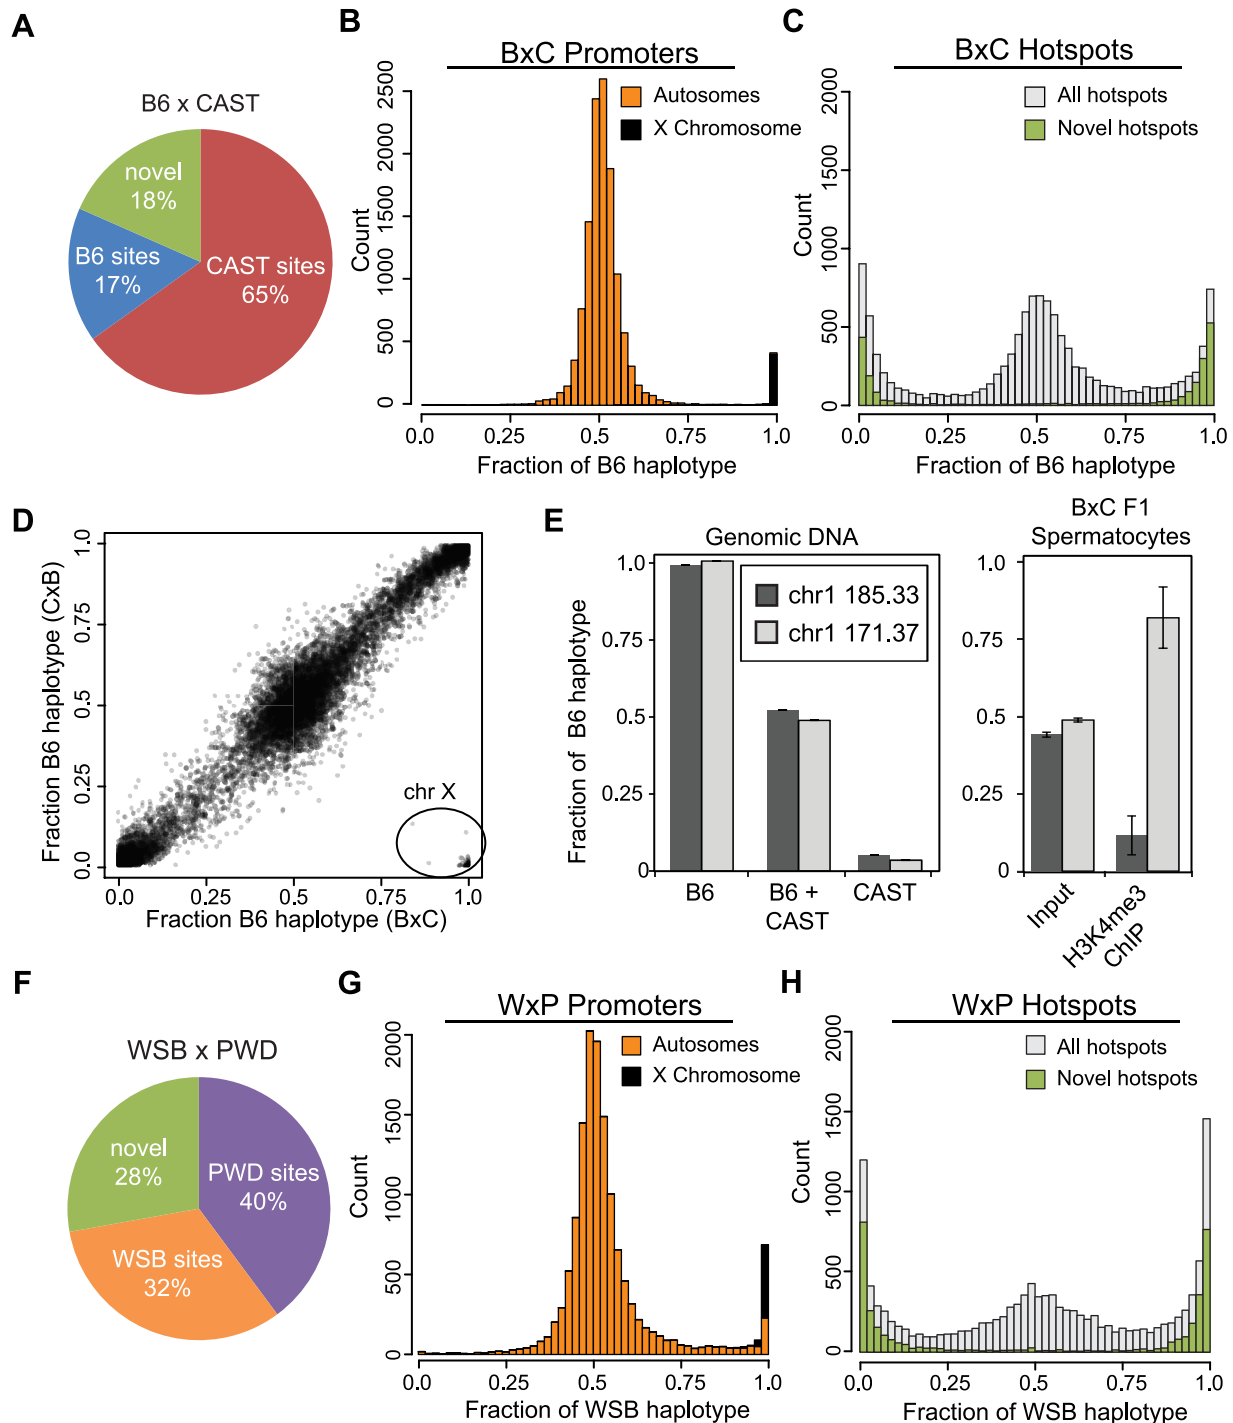 A
B6 x CAST
novel
18%
B6 sites
17%
CAST sites
65%
B
BxC Promoters
Autosomes
X Chromosome
Count
0
500
1000
1500
2000
2500
0.0
0.25
0.5
0.75
1.0
Fraction of B6 haplotype
C
BxC Hotspots
All hotspots
Novel hotspots
Count
0
500
1000
1500
2000
0.0
0.25
0.5
0.75
1.0
Fraction of B6 haplotype
D
Fraction B6 haplotype (CxB)
0.0
0.25
0.5
0.75
1.0
chr X
0.0
0.25
0.5
0.75
1.0
Fraction B6 haplotype (BxC)
E
Genomic DNA
Fraction of B6 haplotype
1.0
0.75
0.5
0.25
0
chr1 185.33
chr1 171.37
B6
B6 +
CAST
CAST
BxC F1
Spermatocytes
1.0
0.75
0.5
0.25
0
Input
H3K4me3
ChIP
F
WSB x PWD
novel
28%
PWD sites
40%
WSB sites
32%
G
WxP Promoters
Autosomes
X Chromosome
Count
0
500
1000
1500
2000
0.0
0.25
0.5
0.75
1.0
Fraction of WSB haplotype
H
WxP Hotspots
All hotspots
Novel hotspots
Count
0
500
1000
1500
2000
0.0
0.25
0.5
0.75
1.0
Fraction of WSB haplotype